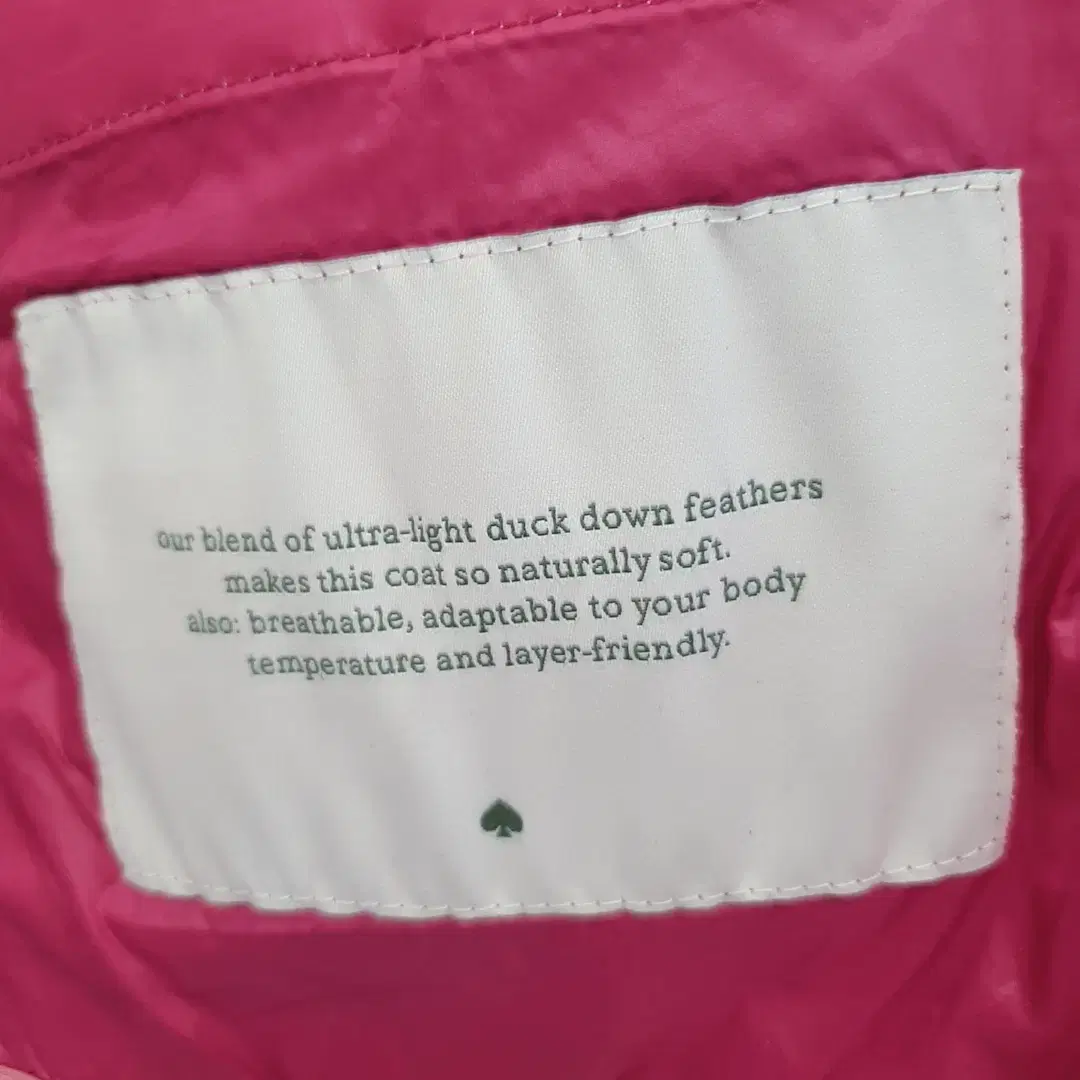 our blend of ultra-light duck down feathers
makes this coat so naturally soft.
also: breathable, adaptable to your body
temperature and layer-friendly.